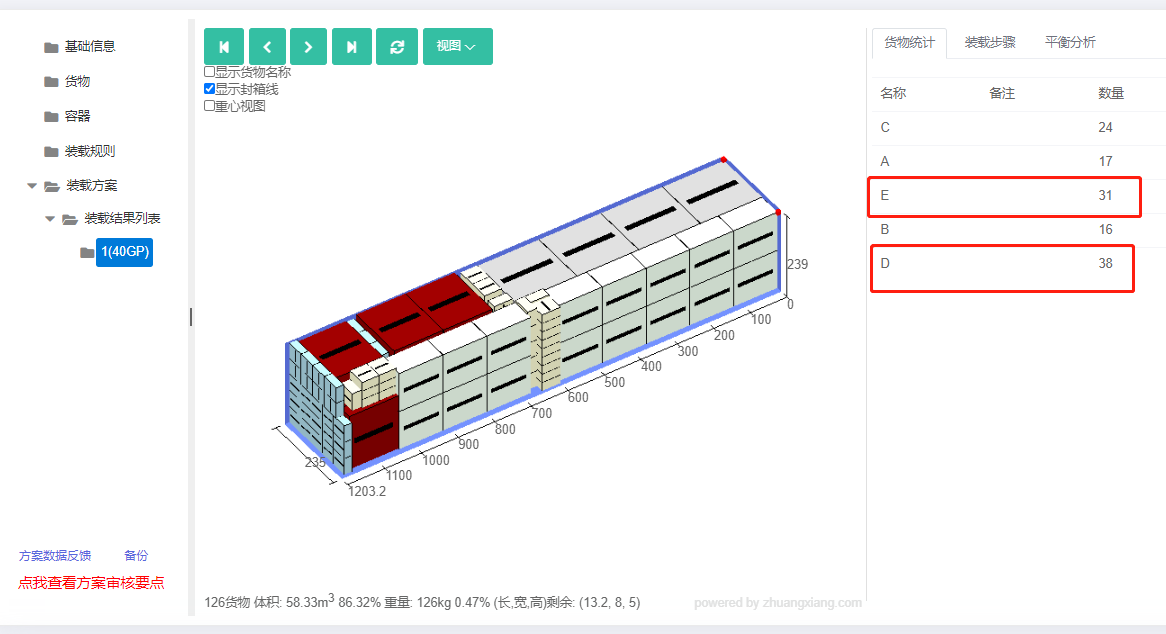 基础信息
货物
容器
装载规则
装载方案
装载结果列表
1(40GP)
方案数据反馈 备份
点我查看方案审核要点
视图
显示货物名称
显示封箱线
重心视图
239
0
100
200
300
400
500
600
700
800
900
1000
1100
1203.2
235
126货物 体积: 58.33m3 86.32% 重量: 126kg 0.47% (长,宽,高)剩余: (13.2, 8, 5)
powered by zhuangxiang.com
货物统计 装载步骤 平衡分析
名称 备注 数量
C 24
A 17
E 31
B 16
D 38